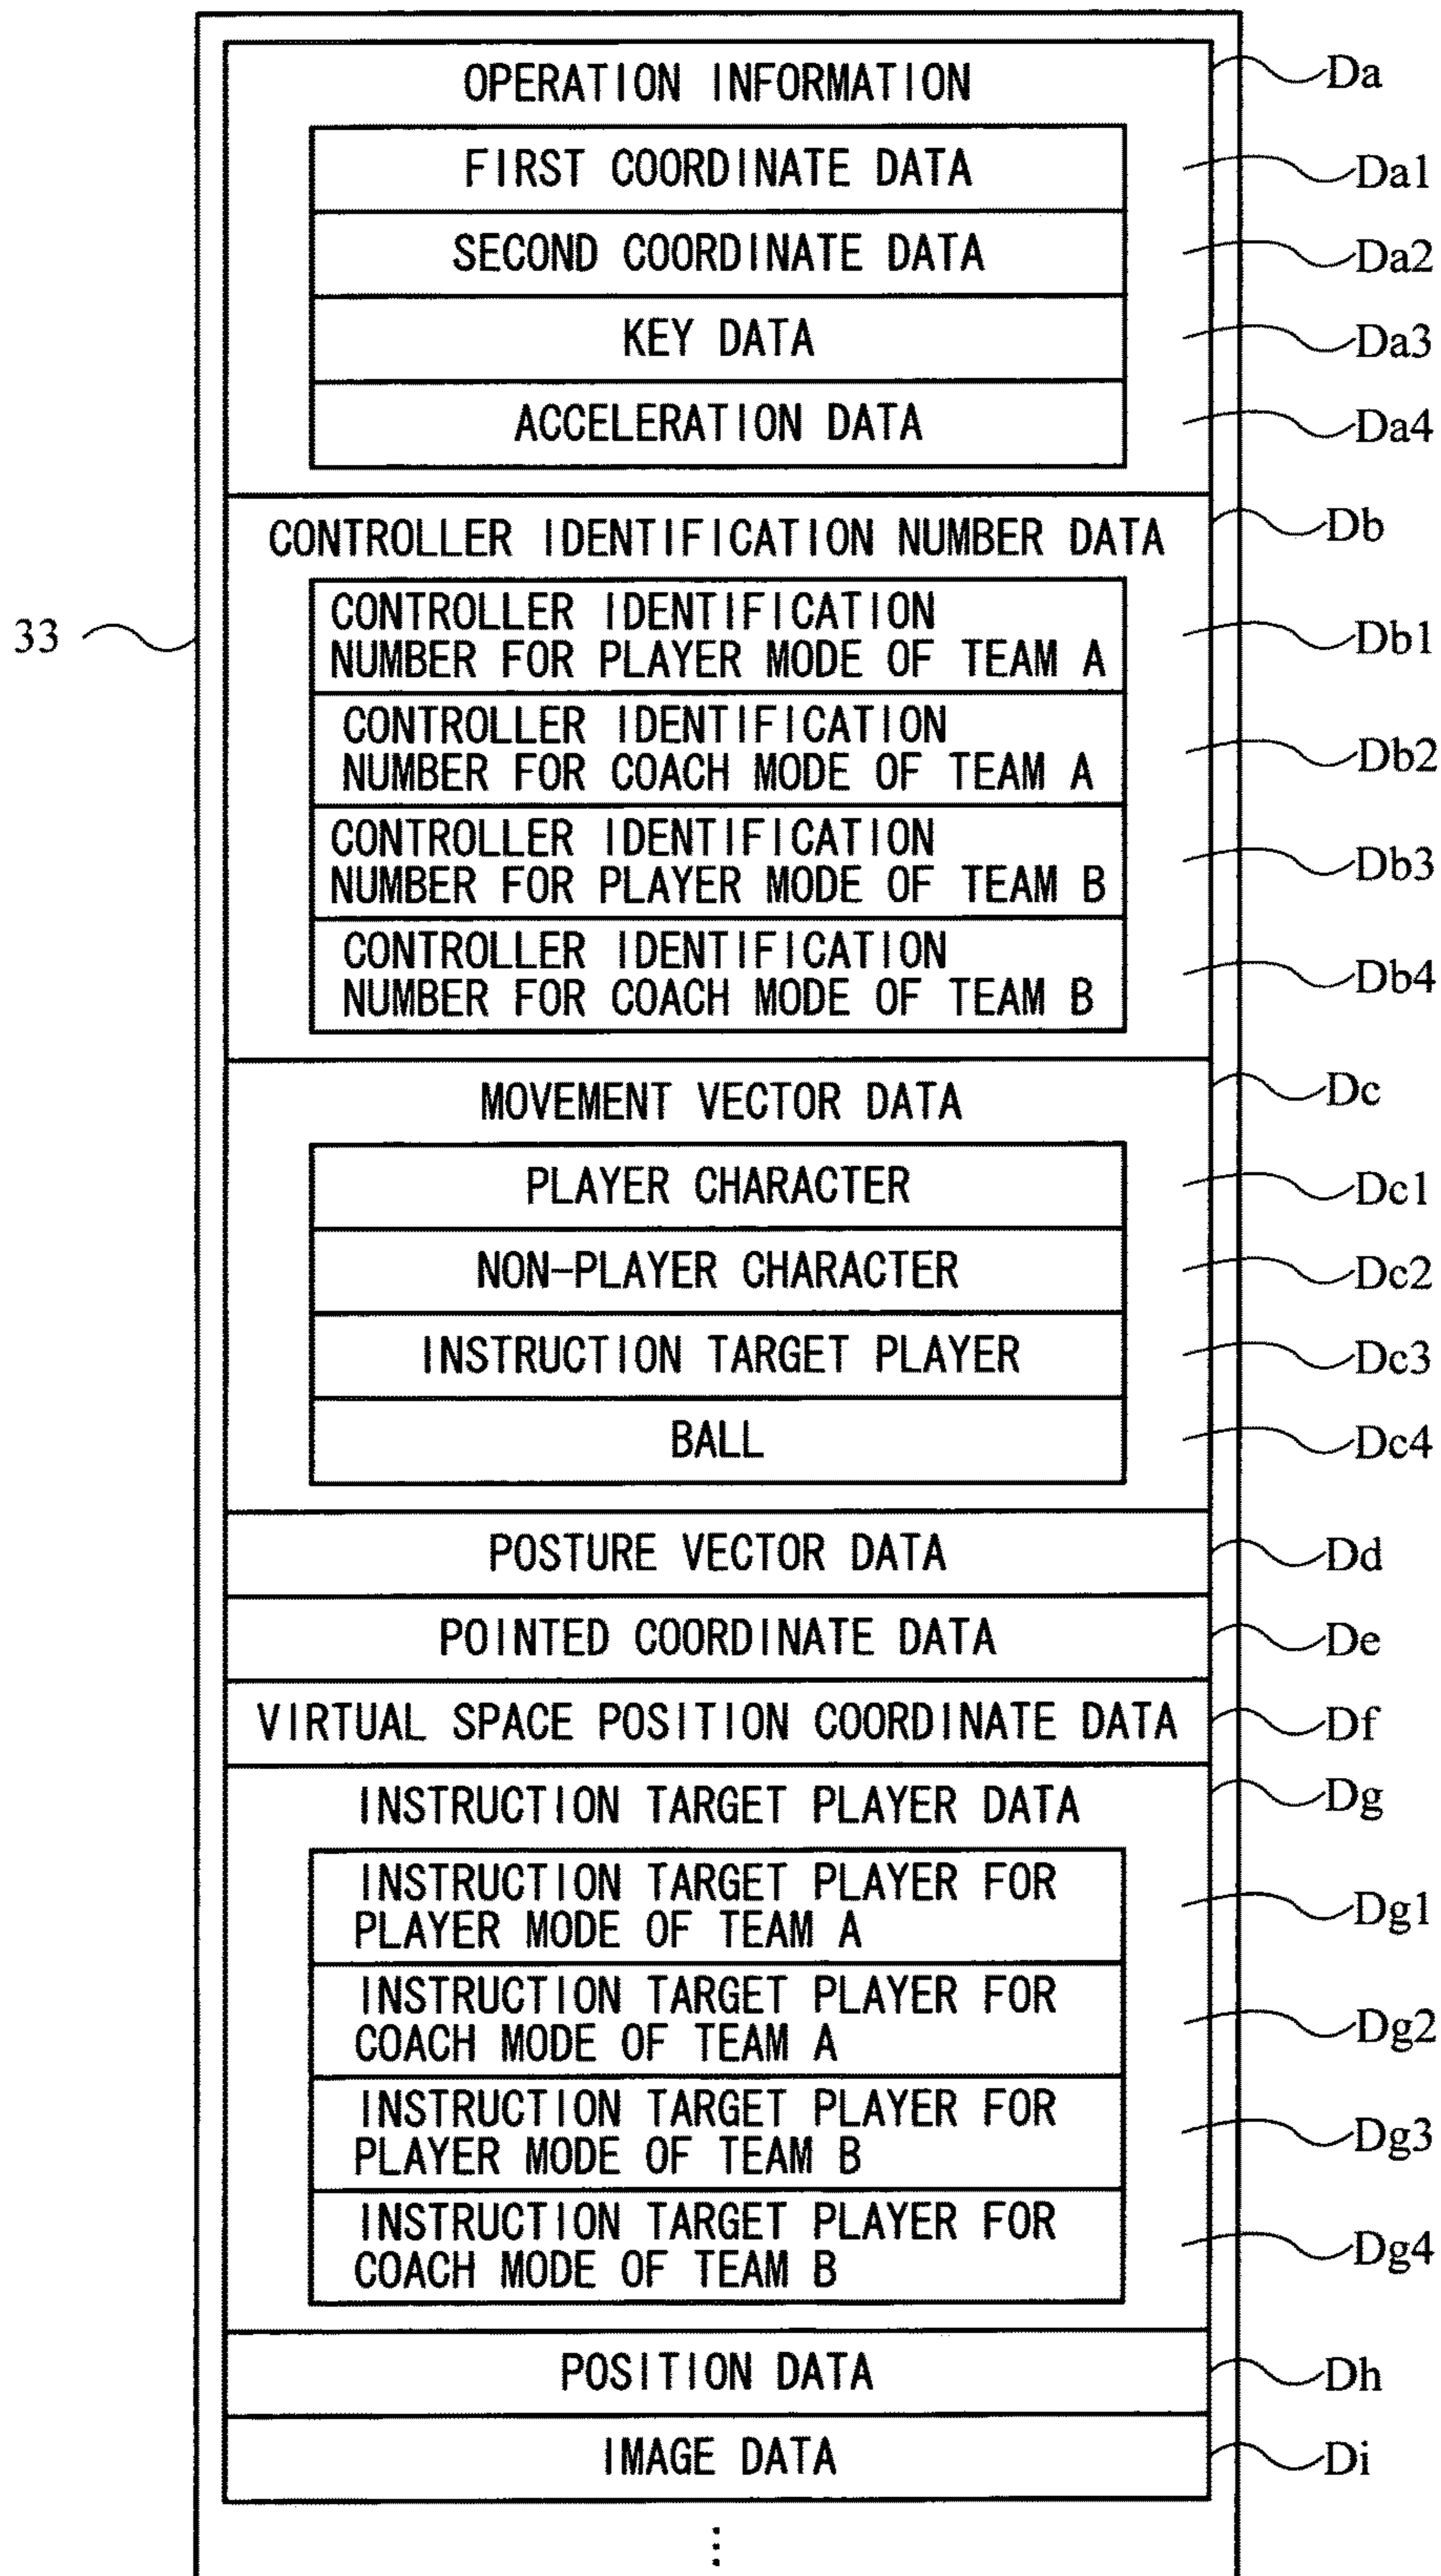 OPERATION INFORMATION Da
FIRST COORDINATE DATA Da1
SECOND COORDINATE DATA Da2
KEY DATA Da3
ACCELERATION DATA Da4
CONTROLLER IDENTIFICATION NUMBER DATA Db
33
CONTROLLER IDENTIFICATION
NUMBER FOR PLAYER MODE OF TEAM A Db1
CONTROLLER IDENTIFICATION
NUMBER FOR COACH MODE OF TEAM A Db2
CONTROLLER IDENTIFICATION
NUMBER FOR PLAYER MODE OF TEAM B Db3
CONTROLLER IDENTIFICATION
NUMBER FOR COACH MODE OF TEAM B Db4
MOVEMENT VECTOR DATA Dc
PLAYER CHARACTER Dc1
NON-PLAYER CHARACTER Dc2
INSTRUCTION TARGET PLAYER Dc3
BALL Dc4
POSTURE VECTOR DATA Dd
POINTED COORDINATE DATA De
VIRTUAL SPACE POSITION COORDINATE DATA Df
INSTRUCTION TARGET PLAYER DATA Dg
INSTRUCTION TARGET PLAYER FOR
PLAYER MODE OF TEAM A Dg1
INSTRUCTION TARGET PLAYER FOR
COACH MODE OF TEAM A Dg2
INSTRUCTION TARGET PLAYER FOR
PLAYER MODE OF TEAM B Dg3
INSTRUCTION TARGET PLAYER FOR
COACH MODE OF TEAM B Dg4
POSITION DATA Dh
IMAGE DATA Di
⋮